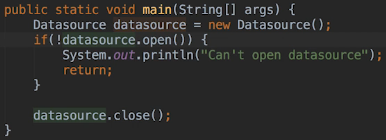 public static void main(String[] args) {
    Datasource datasource = new Datasource();
    if(!datasource.open()) {
        System.out.println("Can't open datasource");
        return;
    }

    datasource.close();
}